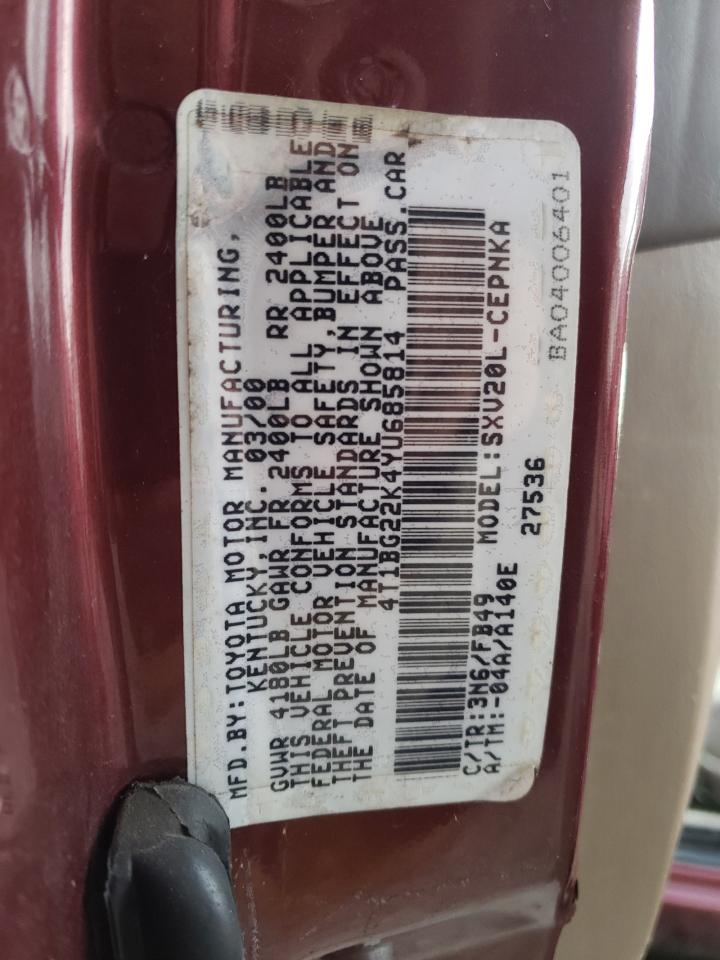 MFD.BY:TOYOTA MOTOR MANUFACTURING,
KENTUCKY,INC. 03/00
GVWR 4180LB GAWR FR 2400LB RR 2400LB
THIS VEHICLE CONFORMS TO ALL APPLICABLE
FEDERAL MOTOR VEHICLE SAFETY,BUMPER AND
THEFT PREVENTION STANDARDS IN EFFECT ON
THE DATE OF MANUFACTURE SHOWN ABOVE.
4T1BG22K4YU685814 PASS.CAR
C/TR:3N6/FB49 MODEL:SXV20L-CEPNKA
A/TM:-04A/A140E 27536
BA04006401